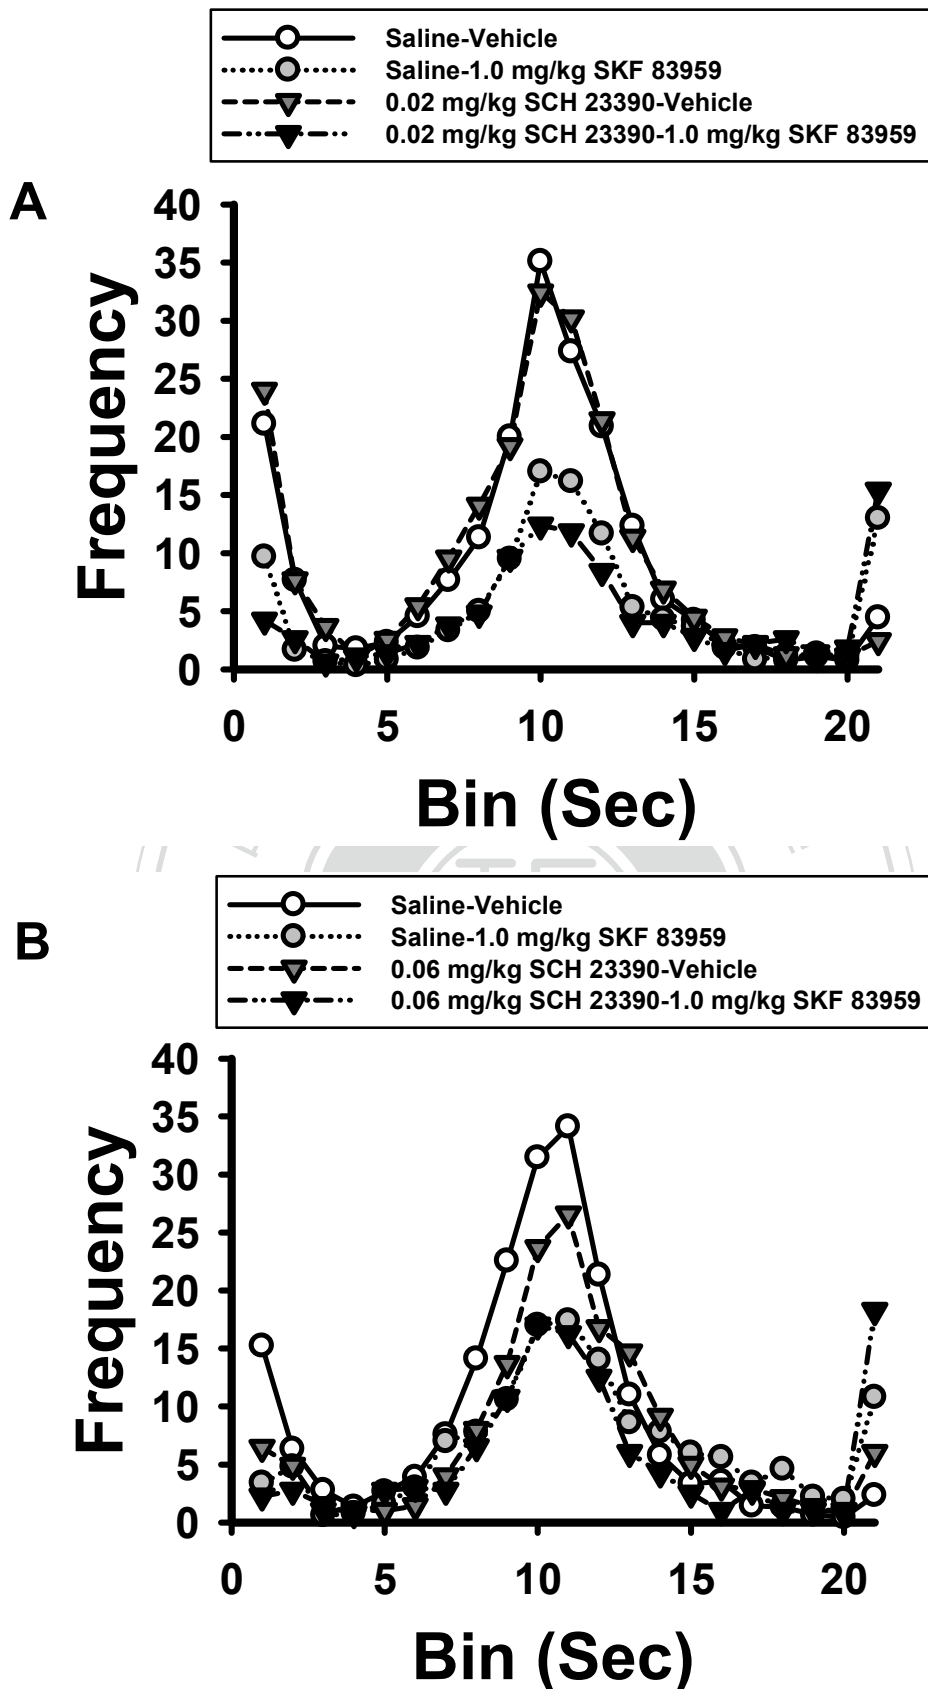 Saline-Vehicle
Saline-1.0 mg/kg SKF 83959
0.02 mg/kg SCH 23390-Vehicle
0.02 mg/kg SCH 23390-1.0 mg/kg SKF 83959
A
Frequency
40
35
30
25
20
15
10
5
0
0 5 10 15 20
Bin (Sec)
Saline-Vehicle
Saline-1.0 mg/kg SKF 83959
0.06 mg/kg SCH 23390-Vehicle
0.06 mg/kg SCH 23390-1.0 mg/kg SKF 83959
B
Frequency
40
35
30
25
20
15
10
5
0
0 5 10 15 20
Bin (Sec)